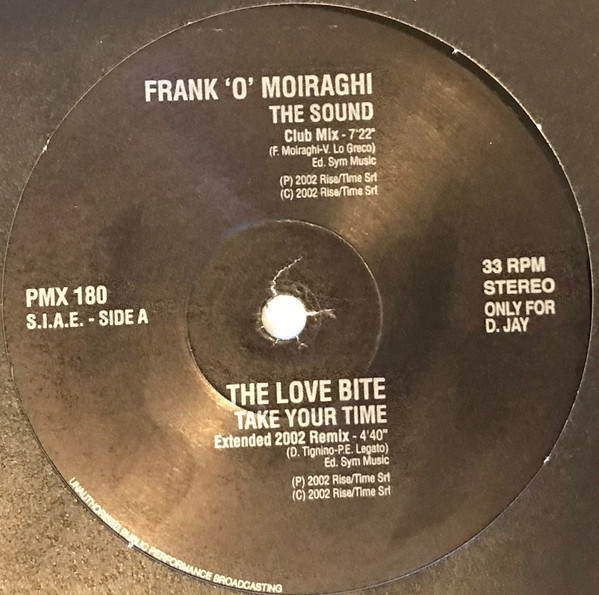 FRANK 'O' MOIRAGHI
THE SOUND
Club Mix - 7'22"
(F. Moiraghi-V. Lo Greco)
Ed. Sym Music
(P) 2002 Rise/Time Srl
(C) 2002 Rise/Time Srl
PMX 180
S.I.A.E. - SIDE A
33 RPM
STEREO
ONLY FOR
D. JAY
THE LOVE BITE
TAKE YOUR TIME
Extended 2002 Remix - 4'40"
(D. Tignino-P.E. Legato)
Ed. Sym Music
(P) 2002 Rise/Time Srl
(C) 2002 Rise/Time Srl
UNAUTHORISED PUBLIC PERFORMANCE BROADCASTING